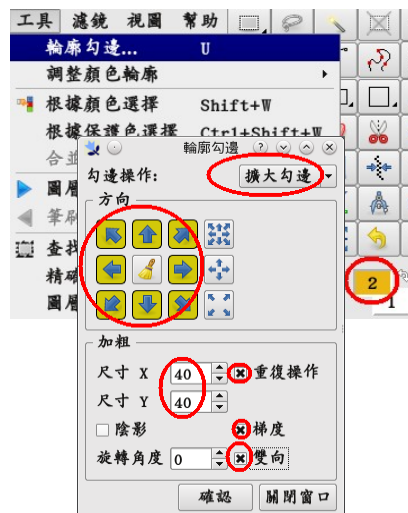 工具 濾鏡 視圖 幫助
輪廓勾邊... U
調整顏色輪廓
根據顏色選擇 Shift+W
根據保護色選擇 Ctrl+Shift+W
合並
輪廓勾邊
勾邊操作: 擴大勾邊
圖層
方向
筆刷
查找
精確
圖層
2
1
加粗
尺寸 X 40 重復操作
尺寸 Y 40
陰影 梯度
旋轉角度 0 雙向
確認 關閉窗口